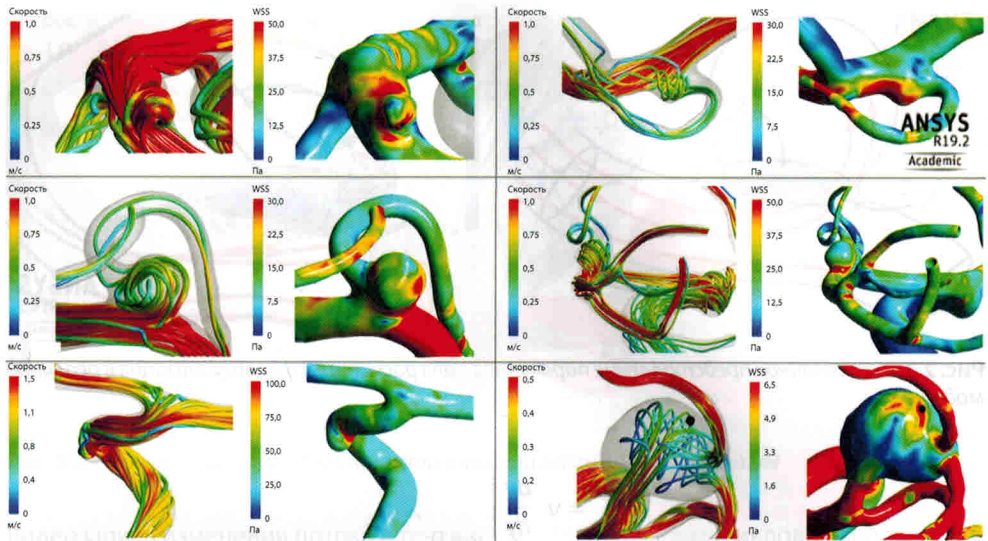 Скорость
1,0
0,75
0,5
0,25
0
м/с
WSS
50,0
37,5
25,0
12,5
0
Па
Скорость
1,0
0,75
0,5
0,25
0
м/с
WSS
30,0
22,5
15,0
7,5
0
Па
ANSYS
R19.2
Academic
Скорость
1,0
0,75
0,5
0,25
0
м/с
WSS
30,0
22,5
15,0
7,5
0
Па
Скорость
1,0
0,75
0,5
0,25
0
м/с
WSS
50,0
37,5
25,0
12,5
0
Па
Скорость
1,5
1,1
0,8
0,4
0
м/с
WSS
100,0
75,0
50,0
25,0
0
Па
Скорость
0,5
0,4
0,3
0,2
0
м/с
WSS
6,5
4,9
3,3
1,6
0
Па